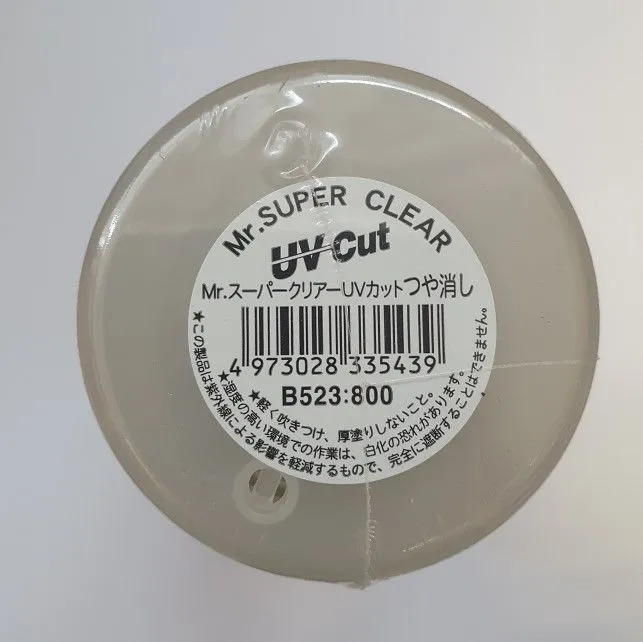 Mr.SUPER CLEAR
UV Cut
Mr.スーパークリアーUVカットつや消し
4 973028 335439
B523:800
★軽く吹きつけ、厚塗りしないこと。
★湿度の高い環境での作業は、白化の恐れがあります。
★この製品は紫外線による影響を軽減するもので、完全に遮断することはできません。